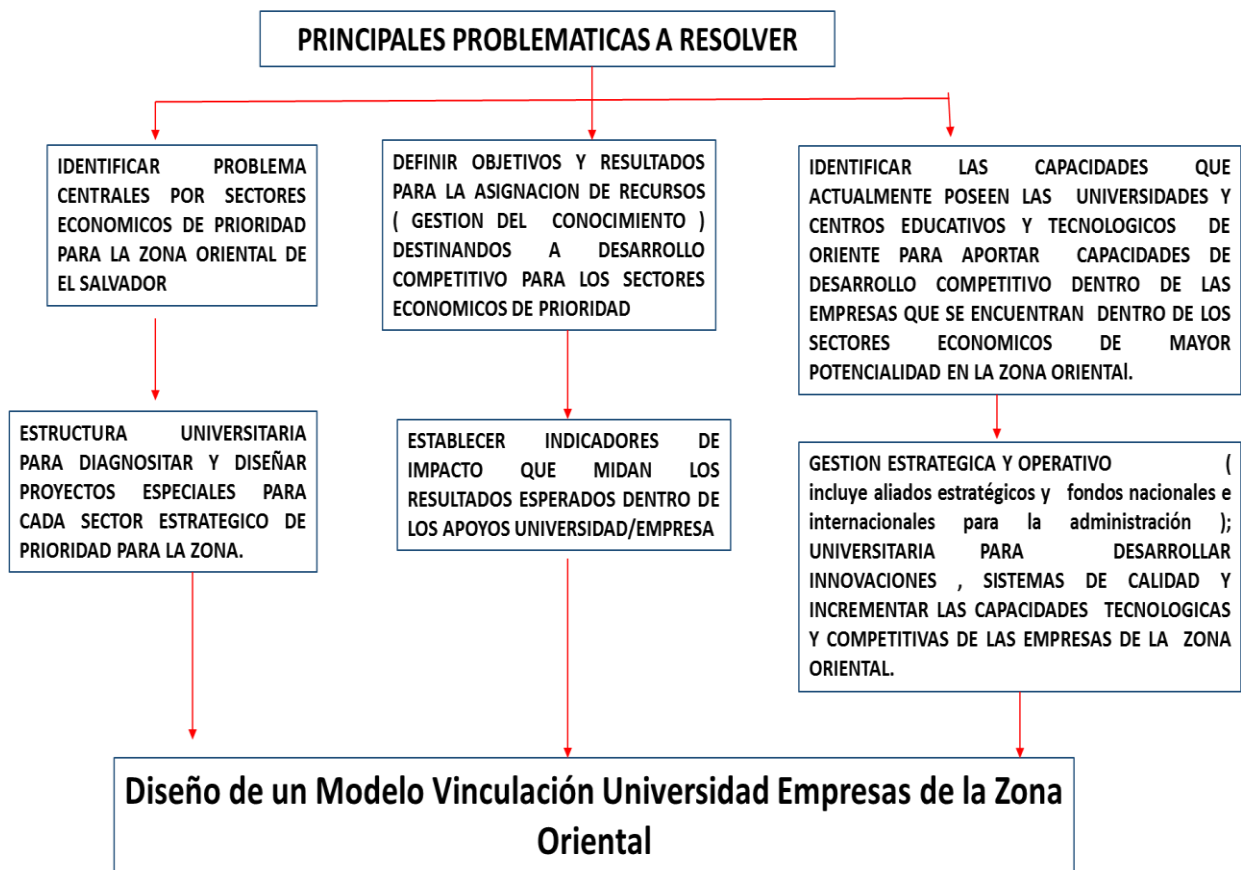 PRINCIPALES PROBLEMATICAS A RESOLVER
IDENTIFICAR PROBLEMA
CENTRALES POR SECTORES
ECONOMICOS DE PRIORIDAD
PARA LA ZONA ORIENTAL DE
EL SALVADOR
DEFINIR OBJETIVOS Y RESULTADOS
PARA LA ASIGNACION DE RECURSOS
( GESTION DEL CONOCIMIENTO )
DESTINANDOS A DESARROLLO
COMPETITIVO PARA LOS SECTORES
ECONOMICOS DE PRIORIDAD
IDENTIFICAR LAS CAPACIDADES QUE
ACTUALMENTE POSEEN LAS UNIVERSIDADES Y
CENTROS EDUCATIVOS Y TECNOLOGICOS DE
ORIENTE PARA APORTAR CAPACIDADES DE
DESARROLLO COMPETITIVO DENTRO DE LAS
EMPRESAS QUE SE ENCUENTRAN DENTRO DE LOS
SECTORES ECONOMICOS DE MAYOR
POTENCIALIDAD EN LA ZONA ORIENTAl.
ESTRUCTURA UNIVERSITARIA
PARA DIAGNOSITAR Y DISEÑAR
PROYECTOS ESPECIALES PARA
CADA SECTOR ESTRATEGICO DE
PRIORIDAD PARA LA ZONA.
ESTABLECER INDICADORES DE
IMPACTO QUE MIDAN LOS
RESULTADOS ESPERADOS DENTRO DE
LOS APOYOS UNIVERSIDAD/EMPRESA
GESTION ESTRATEGICA Y OPERATIVO (
incluye aliados estratégicos y fondos nacionales e
internacionales para la administración );
UNIVERSITARIA PARA DESARROLLAR
INNOVACIONES , SISTEMAS DE CALIDAD Y
INCREMENTAR LAS CAPACIDADES TECNOLOGICAS
Y COMPETITIVAS DE LAS EMPRESAS DE LA ZONA
ORIENTAL.
Diseño de un Modelo Vinculación Universidad Empresas de la Zona
Oriental